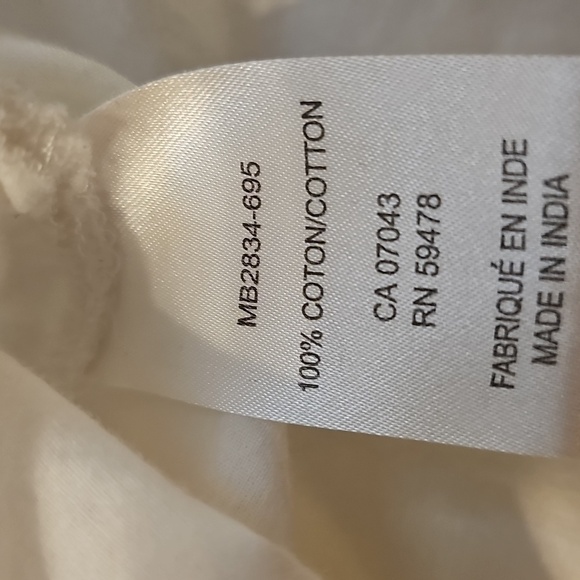 MB2834-695
100% COTON/COTTON
CA 07043
RN 59478
FABRIQUÉ EN INDE
MADE IN INDIA